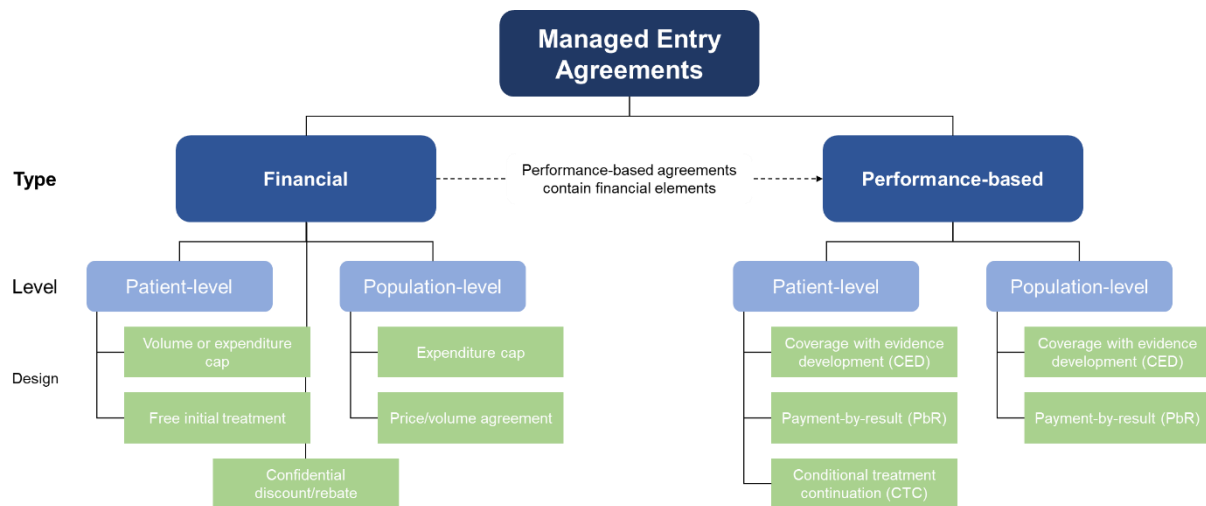 Managed Entry
Agreements
Type
Financial
Performance-based agreements
contain financial elements
Performance-based
Level
Patient-level
Population-level
Patient-level
Population-level
Design
Volume or expenditure
cap
Expenditure cap
Coverage with evidence
development (CED)
Coverage with evidence
development (CED)
Free initial treatment
Price/volume agreement
Payment-by-result (PbR)
Payment-by-result (PbR)
Confidential
discount/rebate
Conditional treatment
continuation (CTC)